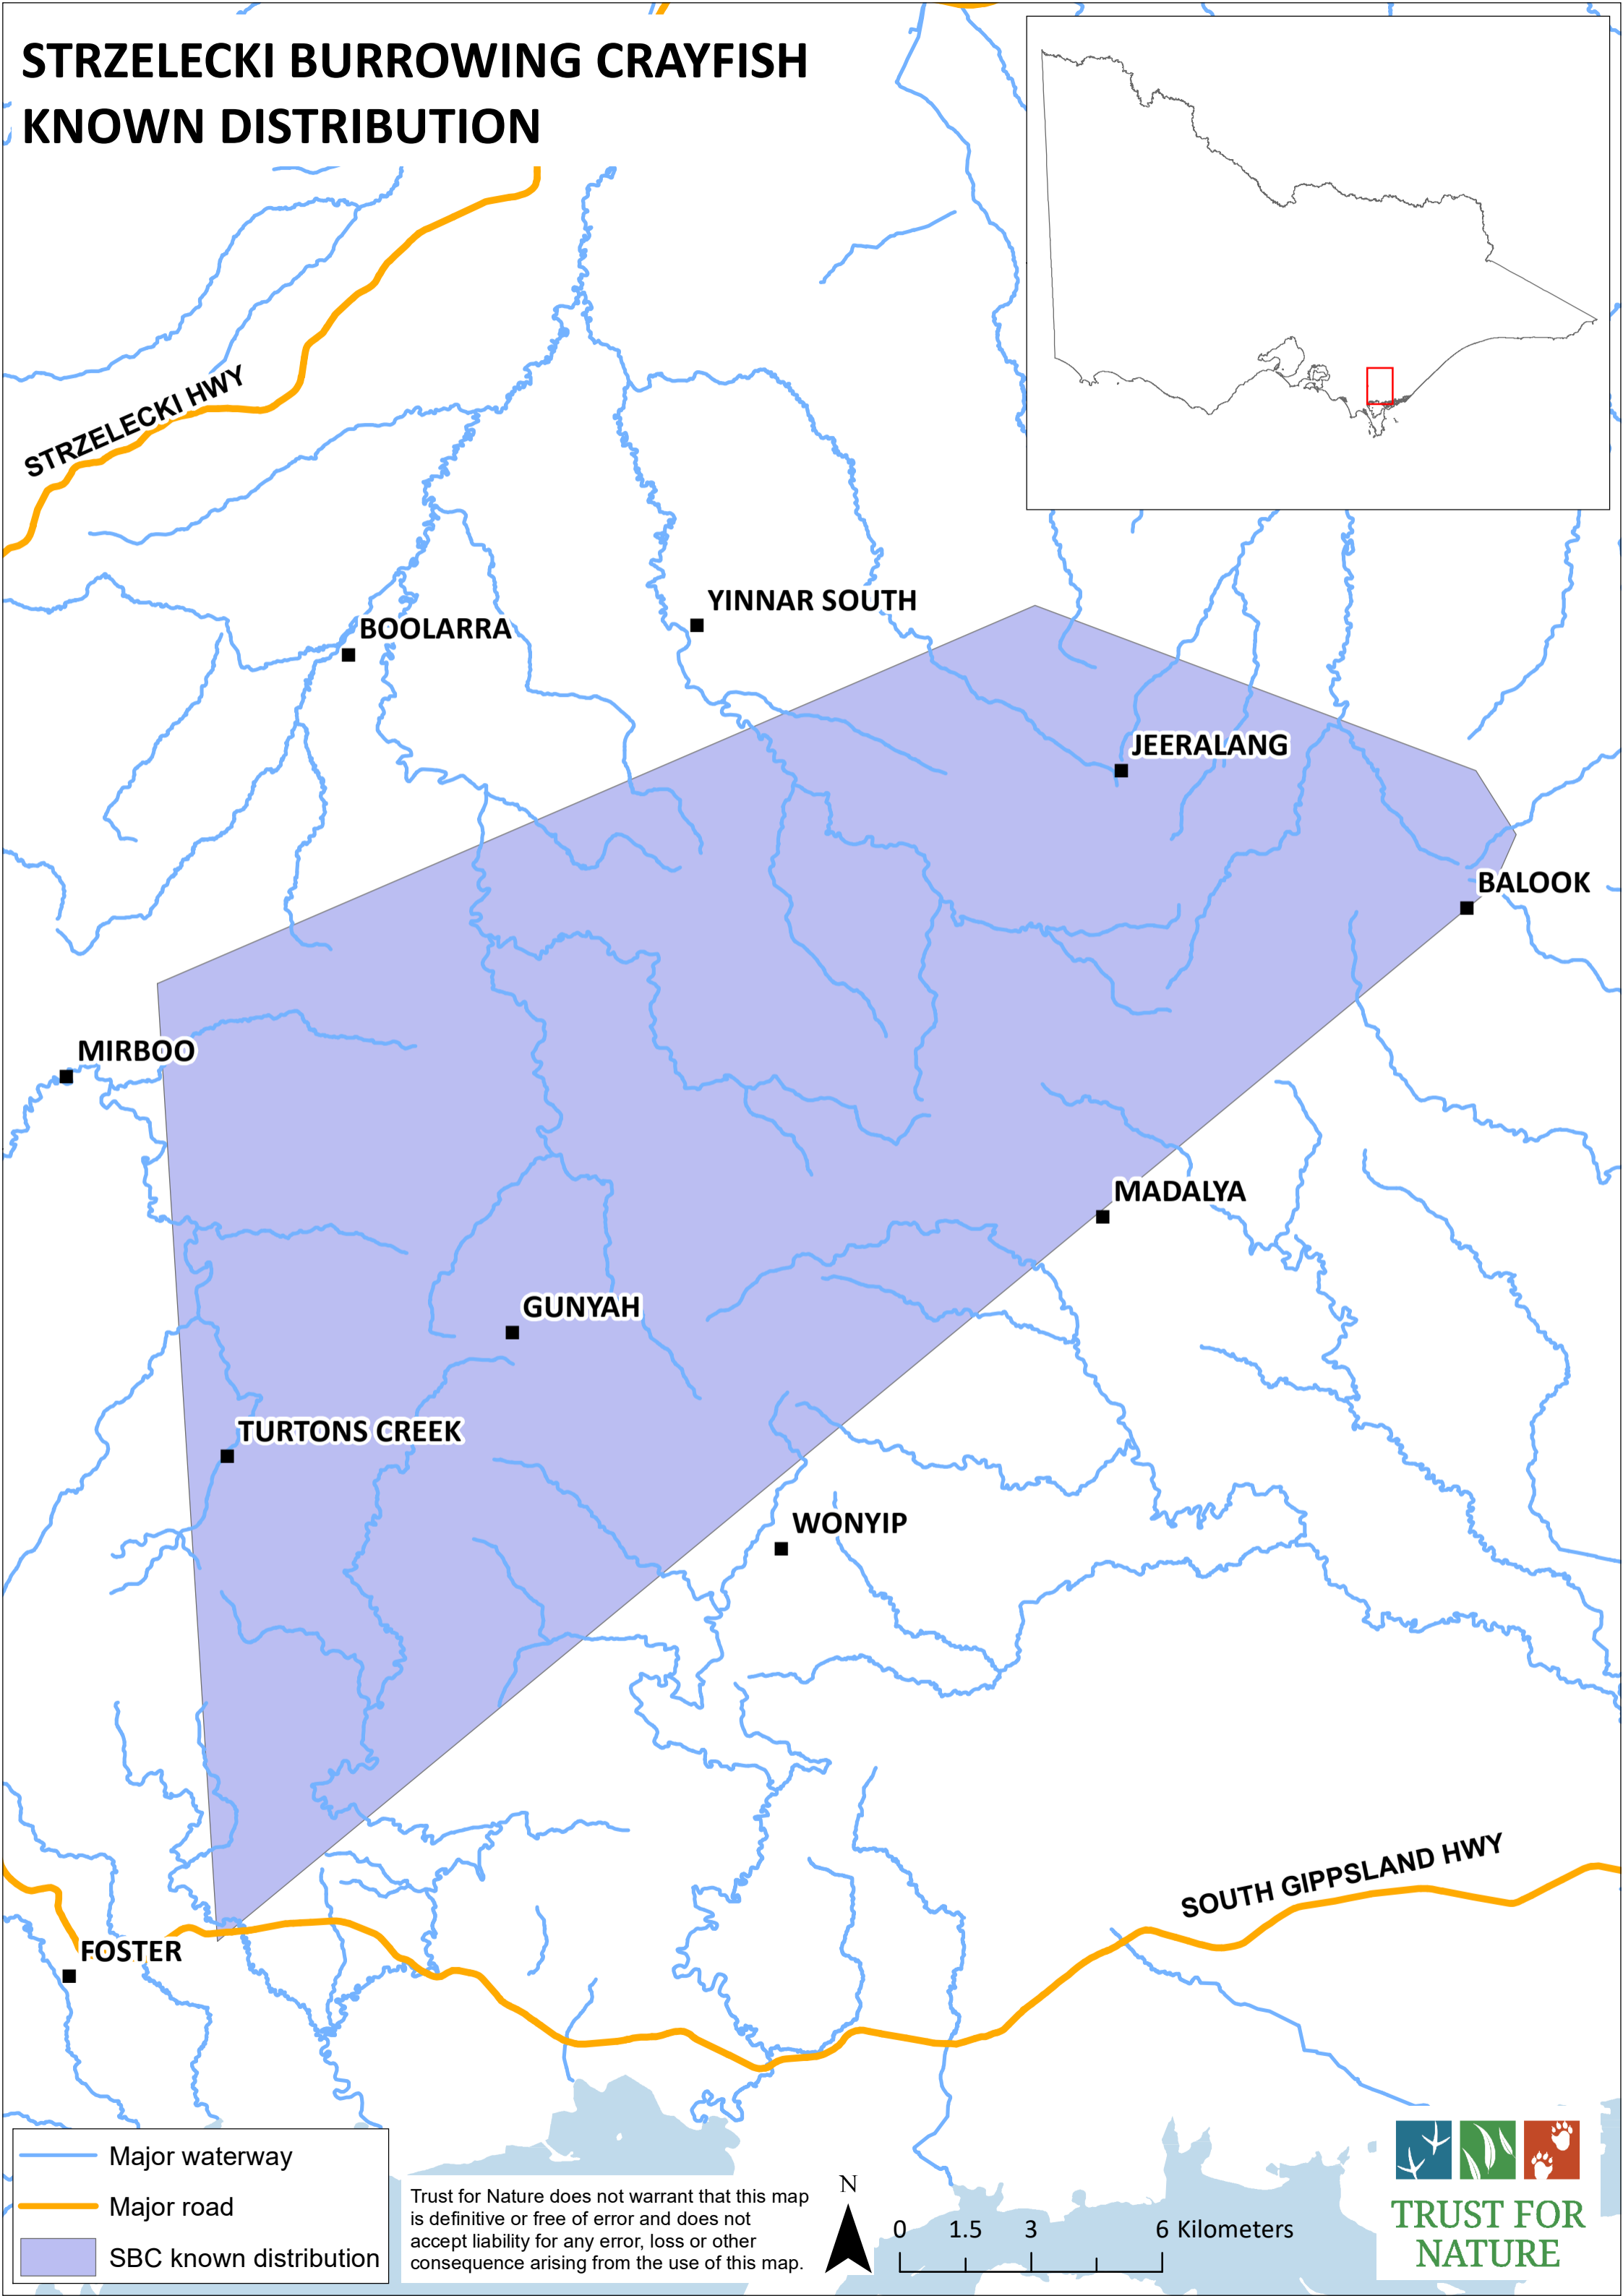 STRZELECKI BURROWING CRAYFISH
KNOWN DISTRIBUTION
STRZELECKI HWY
YINNAR SOUTH
BOOLARRA
JEERALANG
BALOOK
MIRBOO
MADALYA
GUNYAH
TURTONS CREEK
WONYIP
SOUTH GIPPSLAND HWY
FOSTER
Major waterway
Major road
SBC known distribution
Trust for Nature does not warrant that this map
is definitive or free of error and does not
accept liability for any error, loss or other
consequence arising from the use of this map.
N
0 1.5 3 6 Kilometers
TRUST FOR
NATURE